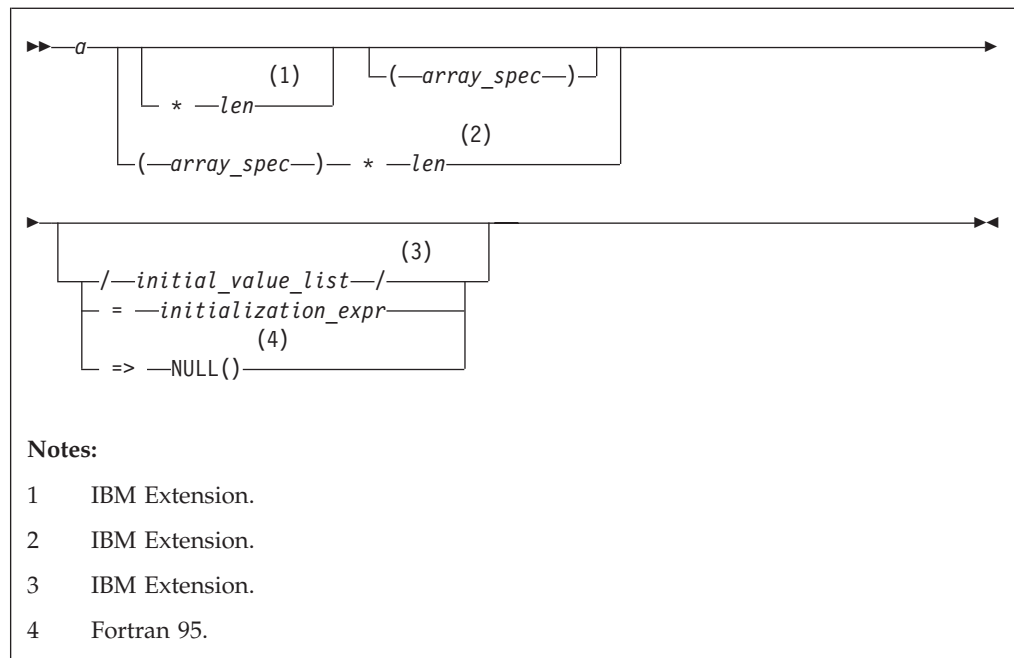 a
(1)
( array_spec )
* len
(2)
( array_spec ) * len
(3)
/ initial_value_list /
= initialization_expr
(4)
=> NULL()
Notes:
1 IBM Extension.
2 IBM Extension.
3 IBM Extension.
4 Fortran 95.